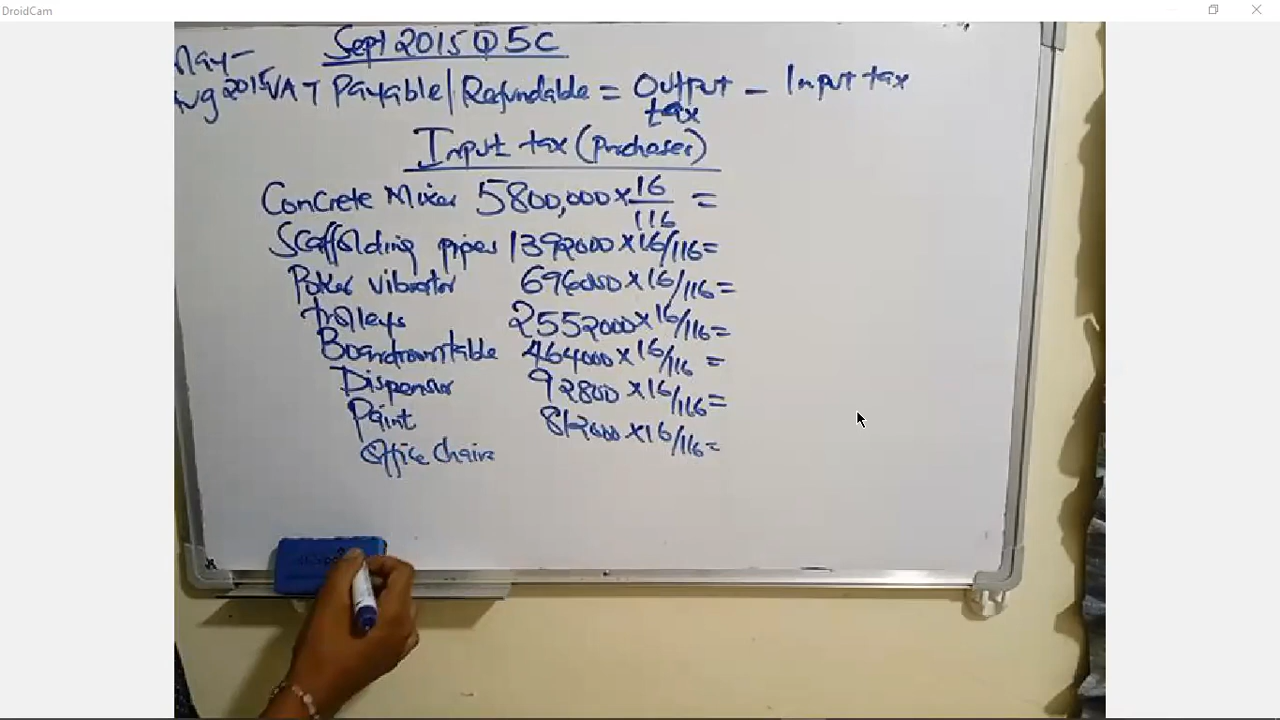 DroidCam
Sept 2015 Q5C
May-
Aug 2015 VAT Payable/Refundable = Output tax - Input tax
Input tax (purchases)
Concrete Mixer 5800,000 × 16/116 =
Scaffolding pipes 1392000 × 16/116 =
Poker vibrator 696000 × 16/116 =
trolleys 2552000 × 16/116 =
Boardroom table 464000 × 16/116 =
Dispenser 92800 × 16/116 =
Paint 812000 × 16/116 =
Office Chairs